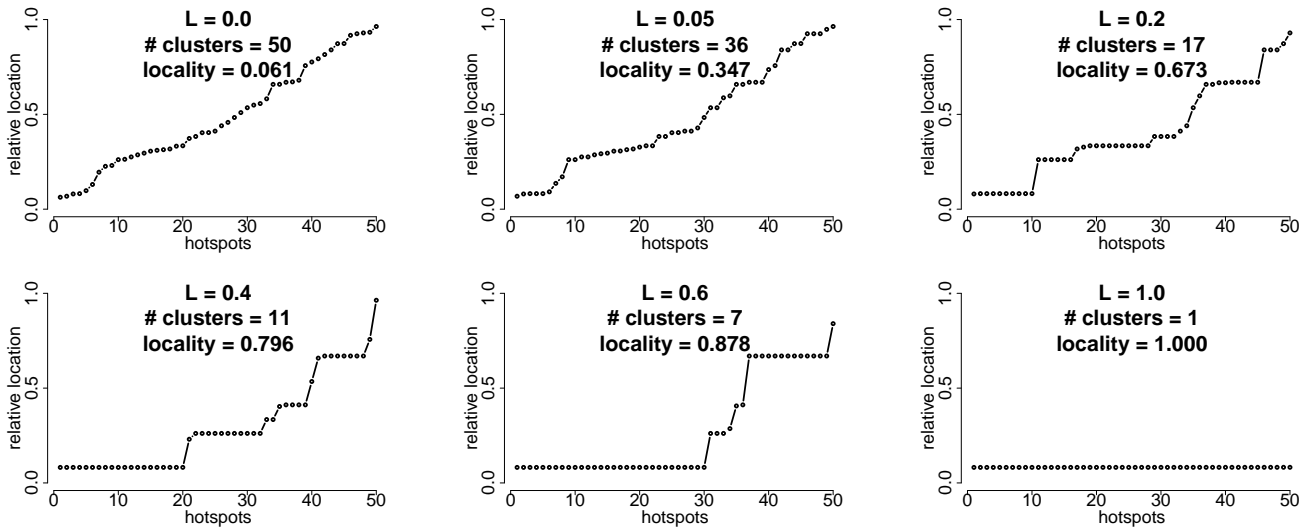 L = 0.0
# clusters = 50
locality = 0.061
relative location
0.0
0.5
1.0
0
10
20
30
40
50
hotspots
L = 0.05
# clusters = 36
locality = 0.347
relative location
0.0
0.5
1.0
0
10
20
30
40
50
hotspots
L = 0.2
# clusters = 17
locality = 0.673
relative location
0.0
0.5
1.0
0
10
20
30
40
50
hotspots
L = 0.4
# clusters = 11
locality = 0.796
relative location
0.0
0.5
1.0
0
10
20
30
40
50
hotspots
L = 0.6
# clusters = 7
locality = 0.878
relative location
0.0
0.5
1.0
0
10
20
30
40
50
hotspots
L = 1.0
# clusters = 1
locality = 1.000
relative location
0.0
0.5
1.0
0
10
20
30
40
50
hotspots